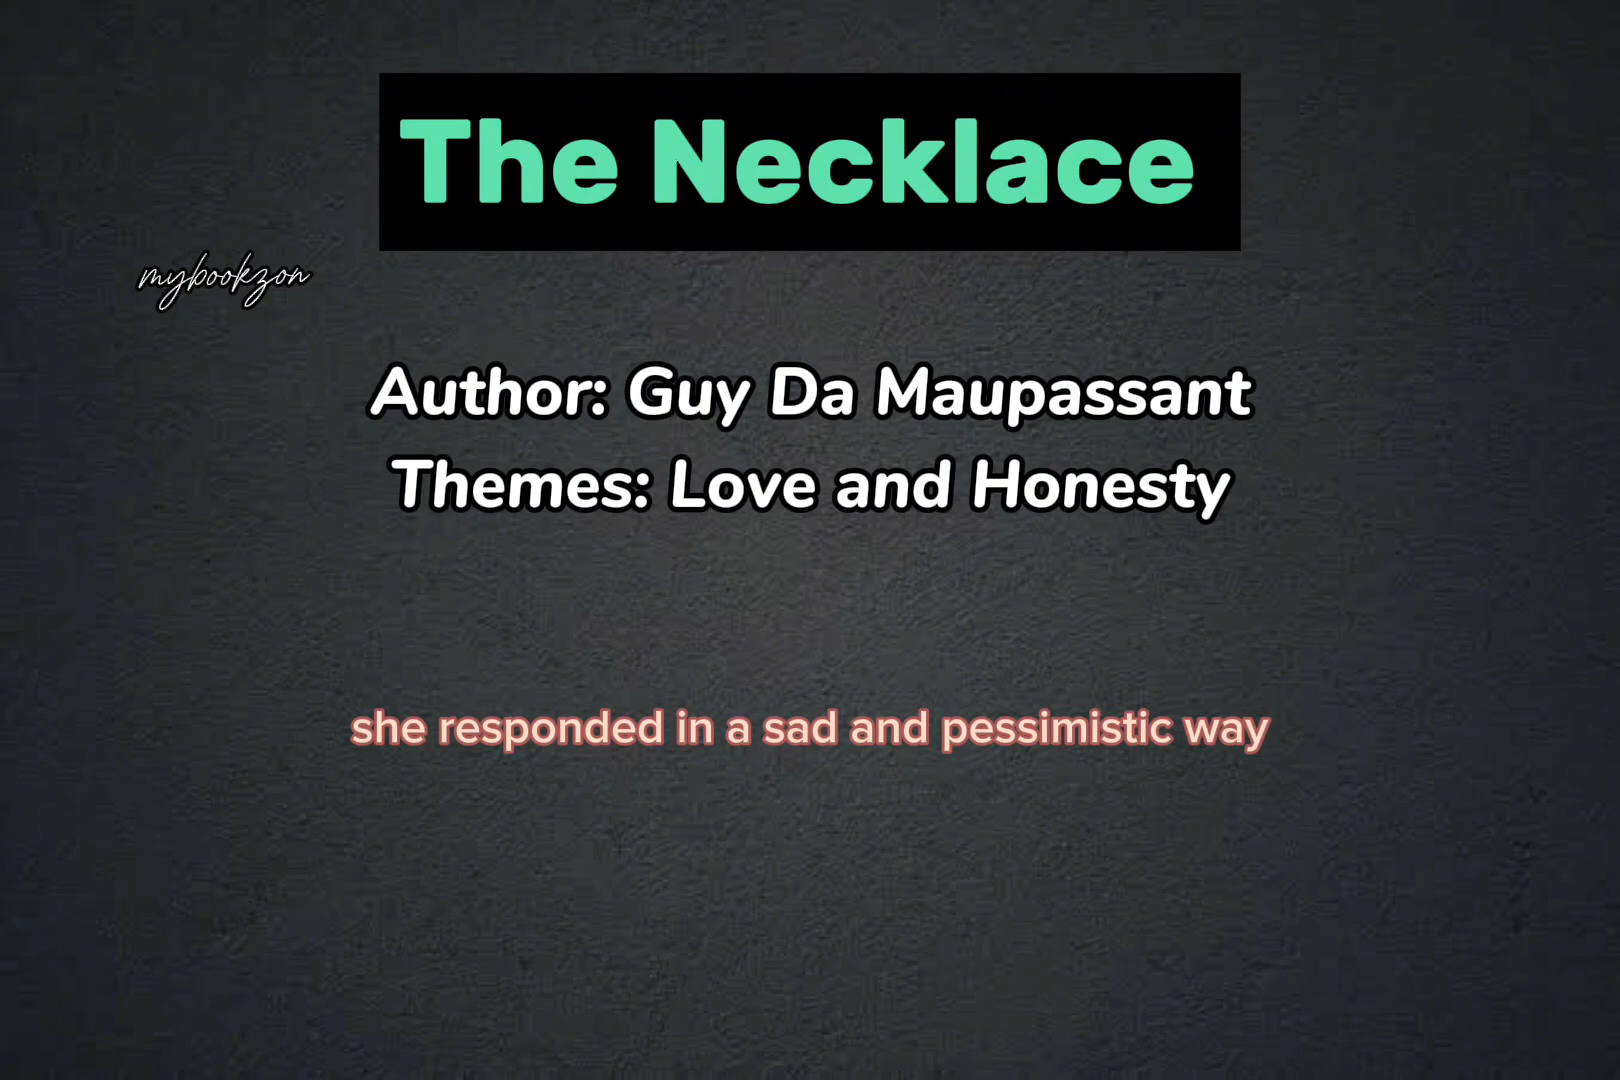 The Necklace
mybookzon
Author: Guy Da Maupassant
Themes: Love and Honesty
she responded in a sad and pessimistic way